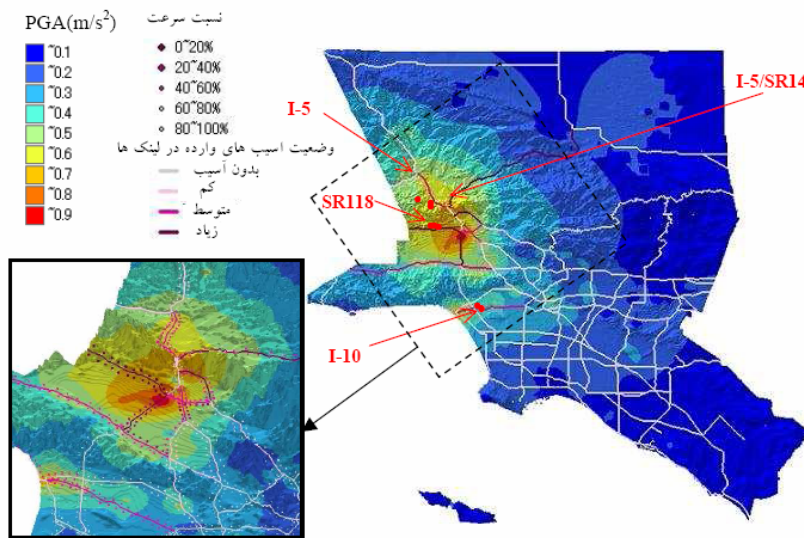 PGA(m/s²)
~0.1
~0.2
~0.3
~0.4
~0.5
~0.6
~0.7
~0.8
~0.9
نسبت سرعت
0~20%
20~40%
40~60%
60~80%
80~100%
وضعیت اسیب های وارده در لینک ها
بدون آسیب
کم
متوسط
زیاد
I-5
I-5/SR14
SR118
I-10